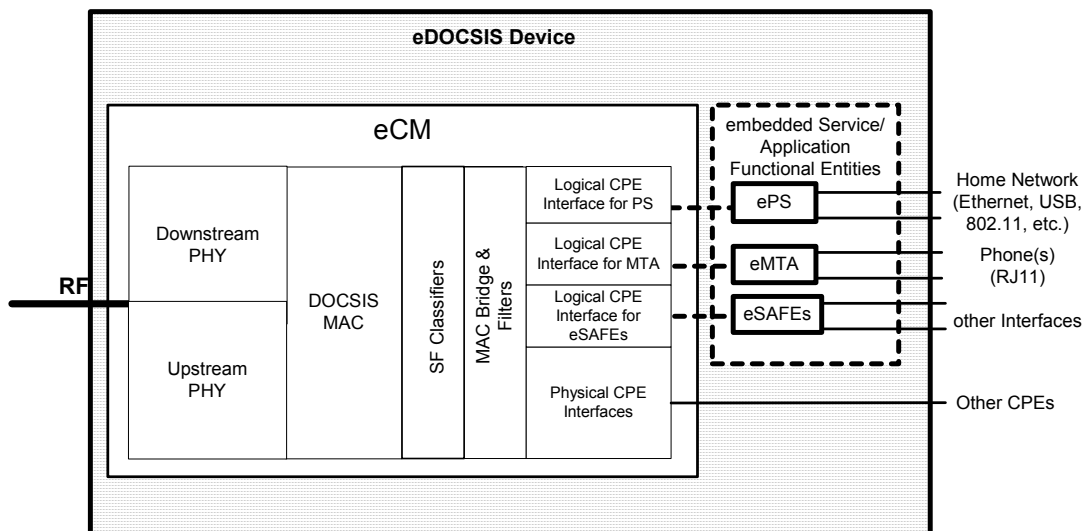 eDOCSIS Device
eCM
embedded Service/
Application
Functional Entities
RF
Downstream
PHY
Upstream
PHY
DOCSIS
MAC
SF Classifiers
MAC Bridge &
Filters
Logical CPE
Interface for PS
Logical CPE
Interface for MTA
Logical CPE
Interface for
eSAFEs
Physical CPE
Interfaces
ePS
eMTA
eSAFEs
Home Network
(Ethernet, USB,
802.11, etc.)
Phone(s)
(RJ11)
other Interfaces
Other CPEs